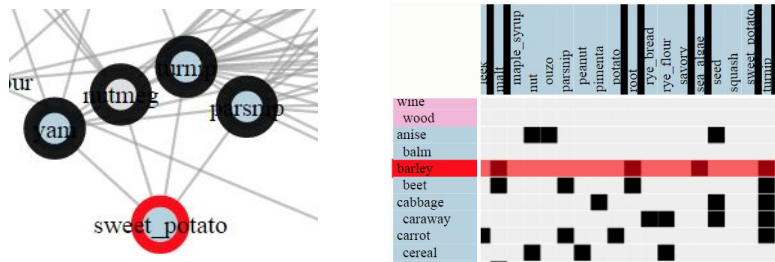 turnip
our
nutmeg
parsnip
yam
sweet_potato
malt
maple_syrup
nut
ouzo
parsnip
peanut
pimenta
potato
root
rye_bread
rye_flour
savory
sea_algae
seed
squash
sweet_potato
turnip
wine
wood
anise
balm
barley
beet
cabbage
caraway
carrot
cereal